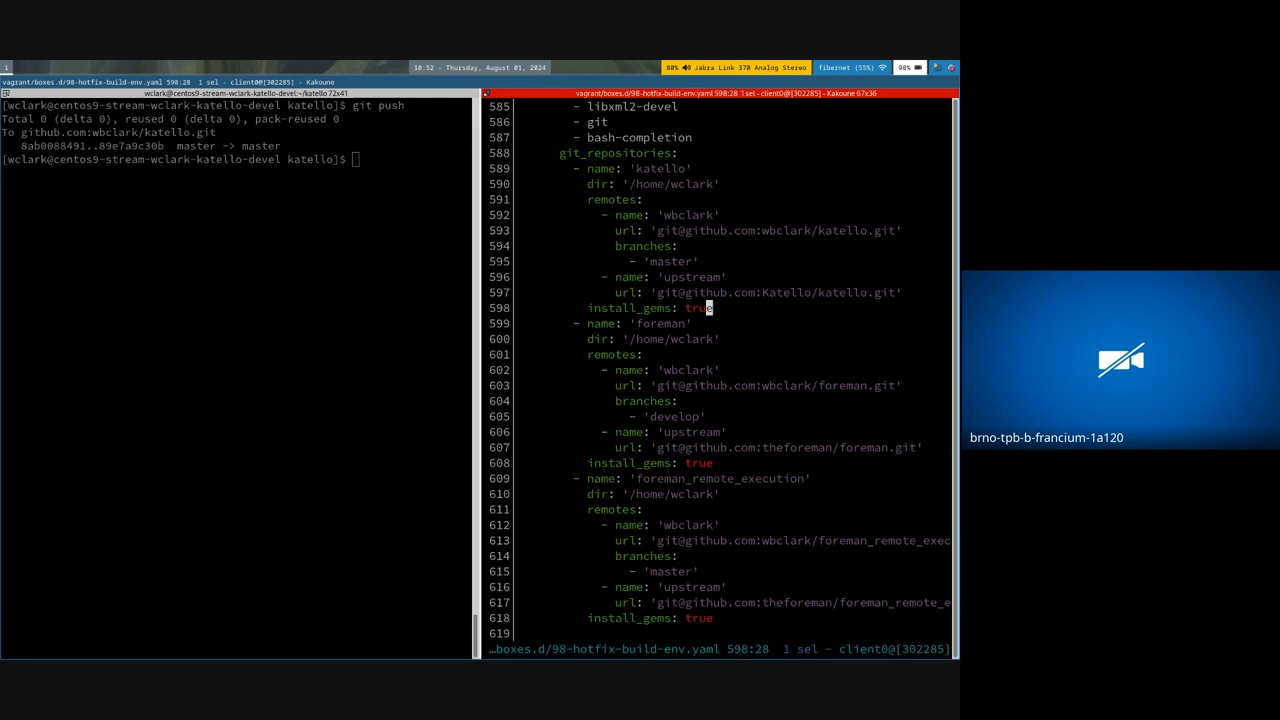 1
10:52 - Thursday, August 01, 2024
80% Jabra Link 370 Analog Stereo
fibernet (55%)
98%
vagrant/boxes.d/98-hotfix-build-env.yaml 598:28  1 sel - client0@[302285] - Kakoune
wclark@centos9-stream-wclark-katello-devel:~/katello 72x41
[wclark@centos9-stream-wclark-katello-devel katello]$ git push
Total 0 (delta 0), reused 0 (delta 0), pack-reused 0
To github.com:wbclark/katello.git
   8ab0088491..89e7a9c30b  master -> master
[wclark@centos9-stream-wclark-katello-devel katello]$
vagrant/boxes.d/98-hotfix-build-env.yaml 598:28 1 sel - client0@[302285] - Kakoune 67x36
585         - libxml2-devel
586         - git
587         - bash-completion
588       git_repositories:
589         - name: 'katello'
590           dir: '/home/wclark'
591           remotes:
592             - name: 'wbclark'
593               url: 'git@github.com:wbclark/katello.git'
594               branches:
595                 - 'master'
596             - name: 'upstream'
597               url: 'git@github.com:Katello/katello.git'
598           install_gems: true
599         - name: 'foreman'
600           dir: '/home/wclark'
601           remotes:
602             - name: 'wbclark'
603               url: 'git@github.com:wbclark/foreman.git'
604               branches:
605                 - 'develop'
606             - name: 'upstream'
607               url: 'git@github.com:theforeman/foreman.git'
608           install_gems: true
609         - name: 'foreman_remote_execution'
610           dir: '/home/wclark'
611           remotes:
612             - name: 'wbclark'
613               url: 'git@github.com:wbclark/foreman_remote_exec
614               branches:
615                 - 'master'
616             - name: 'upstream'
617               url: 'git@github.com:theforeman/foreman_remote_e
618           install_gems: true
619
…boxes.d/98-hotfix-build-env.yaml 598:28  1 sel - client0@[302285]
brno-tpb-b-francium-1a120